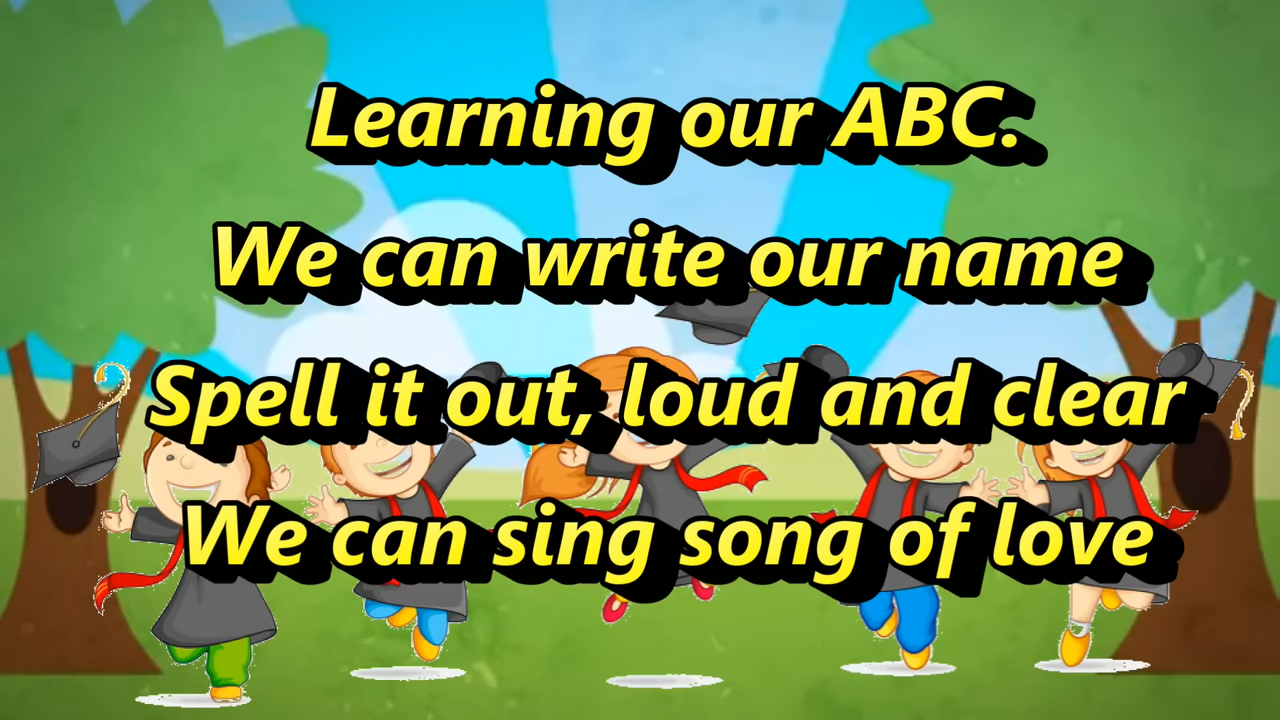 Learning our ABC.
We can write our name
Spell it out, loud and clear
We can sing song of love